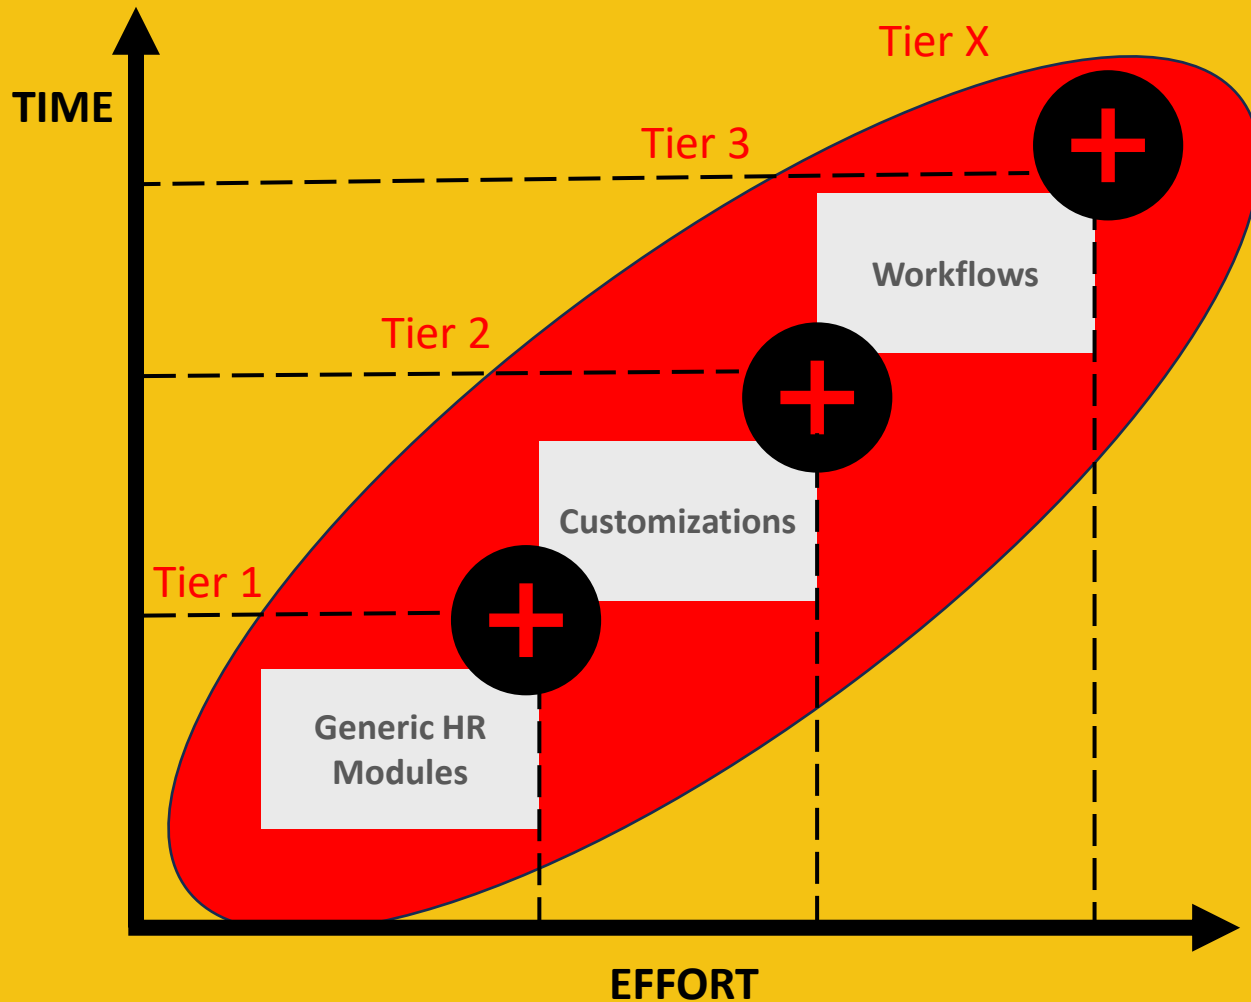 Tier X
TIME
Tier 3
Workflows
Tier 2
Customizations
Tier 1
Generic HR
Modules
EFFORT